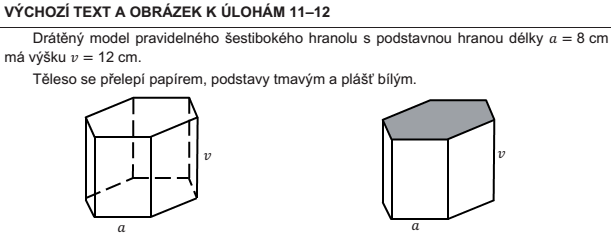 VÝCHOZÍ TEXT A OBRÁZEK K ÚLOHÁM 11–12
Drátěný model pravidelného šestibokého hranolu s podstavnou hranou délky a = 8 cm
má výšku v = 12 cm.
Těleso se přelepí papírem, podstavy tmavým a plášť bílým.
v
v
a
a